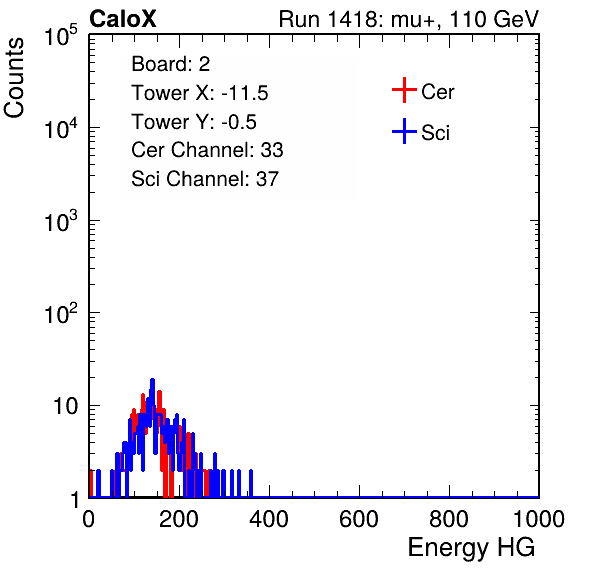 CaloX Run 1418: mu+, 110 GeV
Counts
10^5
10^4
10^3
10^2
10
1
Board: 2
Tower X: -11.5
Tower Y: -0.5
Cer Channel: 33
Sci Channel: 37
Cer
Sci
0 200 400 600 800 1000
Energy HG